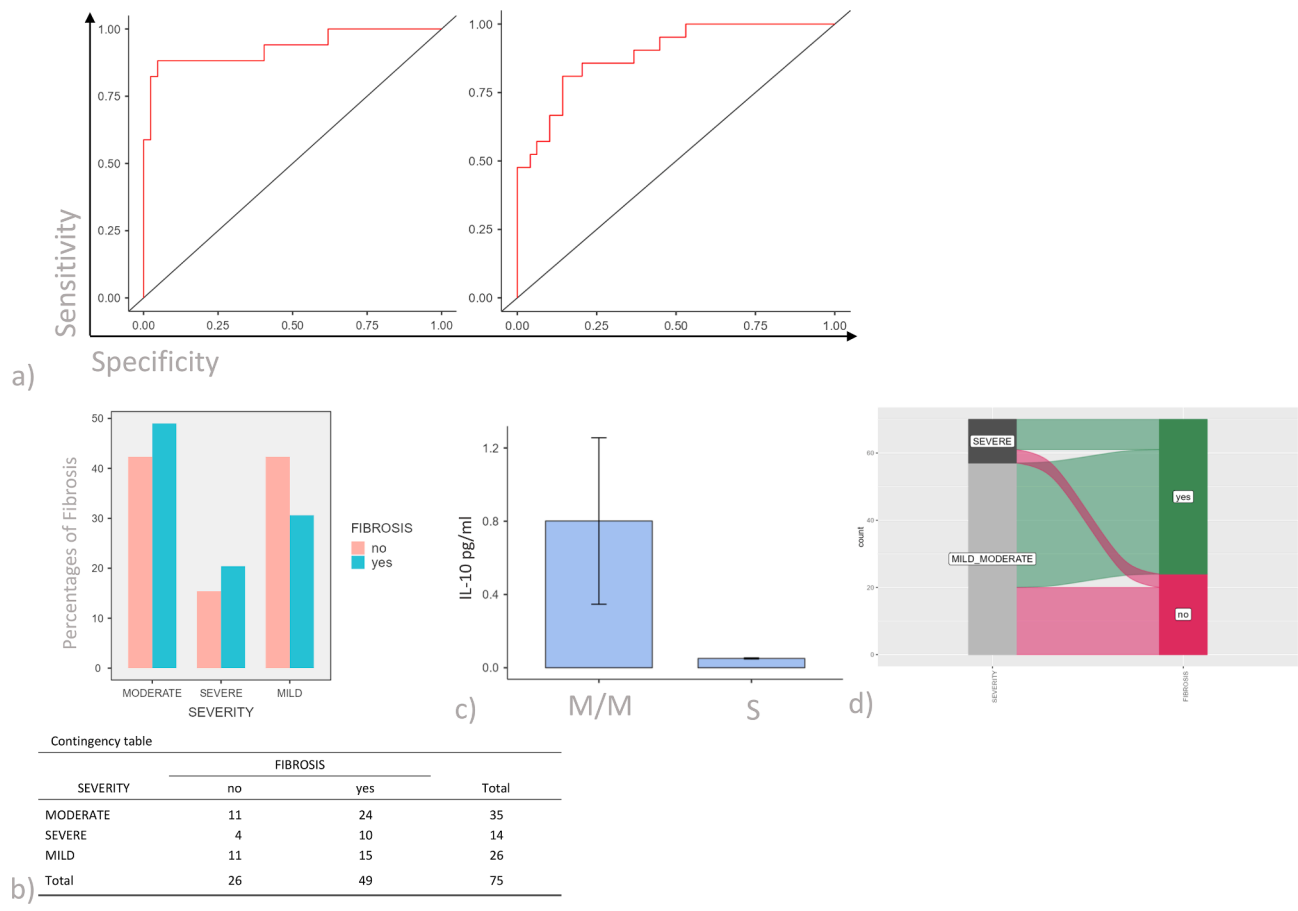 1.00
0.75
0.50
0.25
0.00
0.00 0.25 0.50 0.75 1.00
1.00
0.75
0.50
0.25
0.00
0.00 0.25 0.50 0.75 1.00
Sensitivity
Specificity
a)
50
40
30
20
10
0
Percentages of Fibrosis
MODERATE SEVERE MILD
SEVERITY
FIBROSIS
no
yes
1.2
0.8
0.4
0.0
IL-10 pg/ml
M/M S
c)
60
40
20
0
count
SEVERE
MILD_MODERATE
yes
no
SEVERITY FIBROSIS
d)
Contingency table
FIBROSIS
SEVERITY no yes Total
MODERATE 11 24 35
SEVERE 4 10 14
MILD 11 15 26
Total 26 49 75
b)